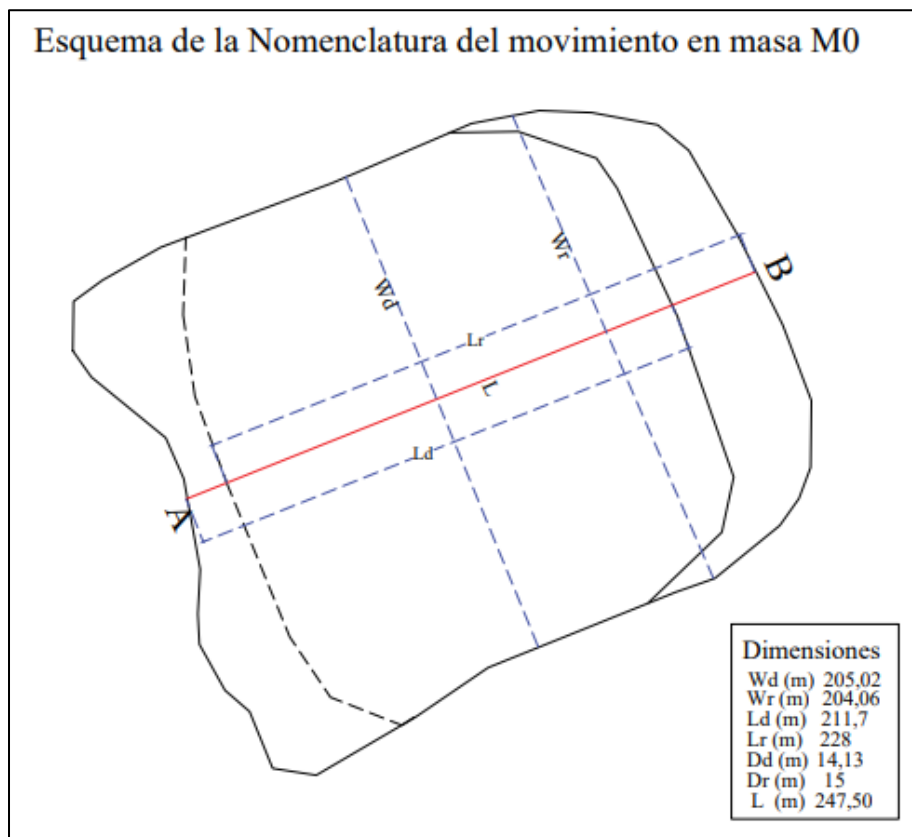 Esquema de la Nomenclatura del movimiento en masa M0
B
Wr
Wd
Lr
L
Ld
A
Dimensiones
Wd (m) 205,02
Wr (m) 204,06
Ld (m) 211,7
Lr (m) 228
Dd (m) 14,13
Dr (m) 15
L (m) 247,50